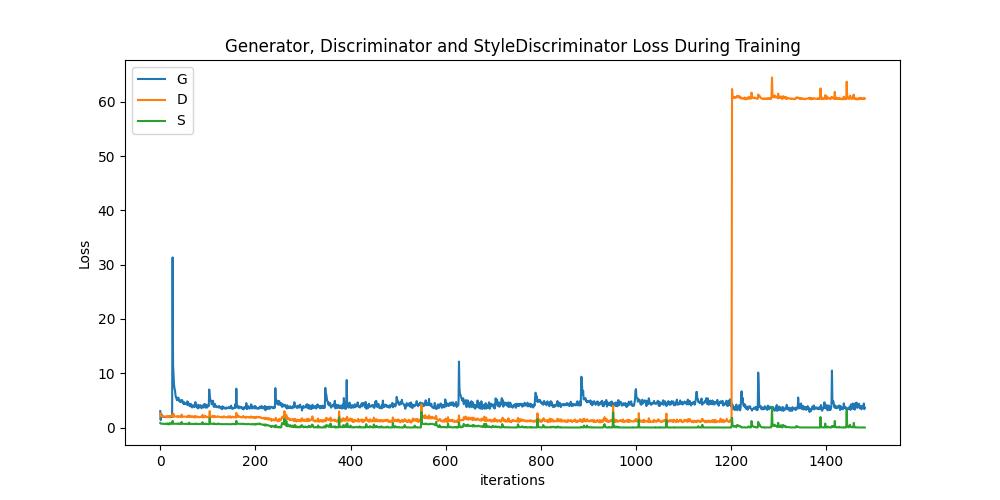 Generator, Discriminator and StyleDiscriminator Loss During Training
G
D
S
60
50
40
30
20
10
0
Loss
0 200 400 600 800 1000 1200 1400
iterations